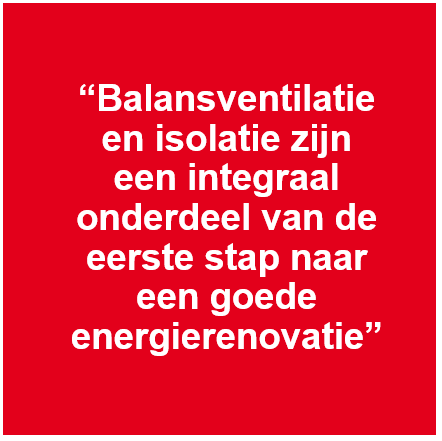 “Balansventilatie
en isolatie zijn
een integraal
onderdeel van de
eerste stap naar
een goede
energierenovatie”